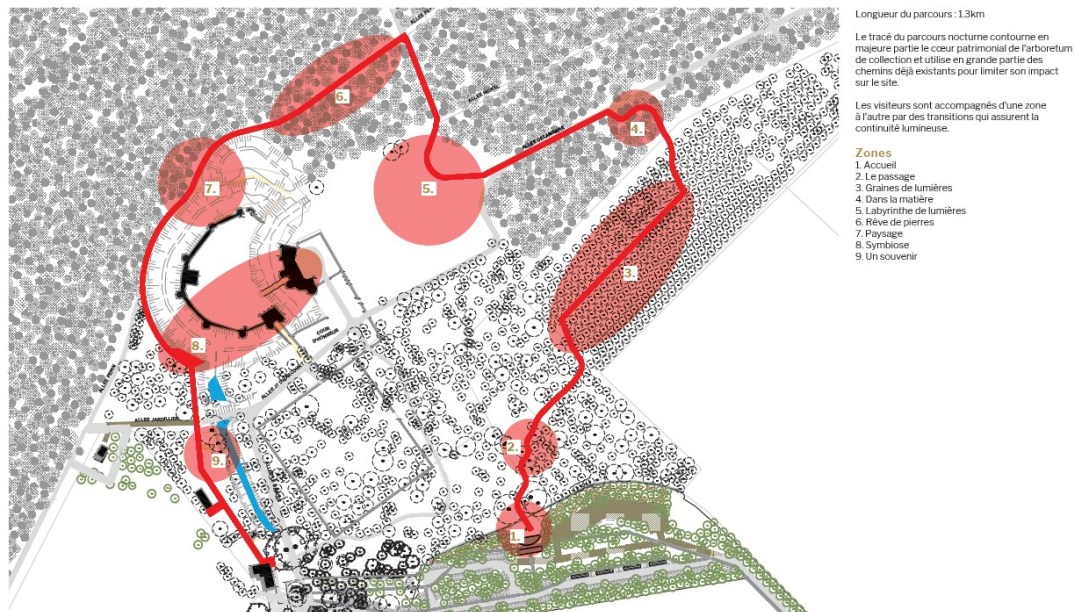 Longueur du parcours : 1.3km
Le tracé du parcours nocturne contourne en
majeure partie le cœur patrimonial de l'arboretum
de collection et utilise en grande partie des
chemins déjà existants pour limiter son impact
sur le site.
Les visiteurs sont accompagnés d'une zone
à l'autre par des transitions qui assurent la
continuité lumineuse.
Zones
1. Accueil
2. Le passage
3. Graines de lumières
4. Dans la matière
5. Labyrinthe de lumières
6. Rêve de pierres
7. Paysage
8. Symbiose
9. Un souvenir
6.
4.
7.
5.
3.
COUR
D'HONNEUR
8.
2.
9.
1.